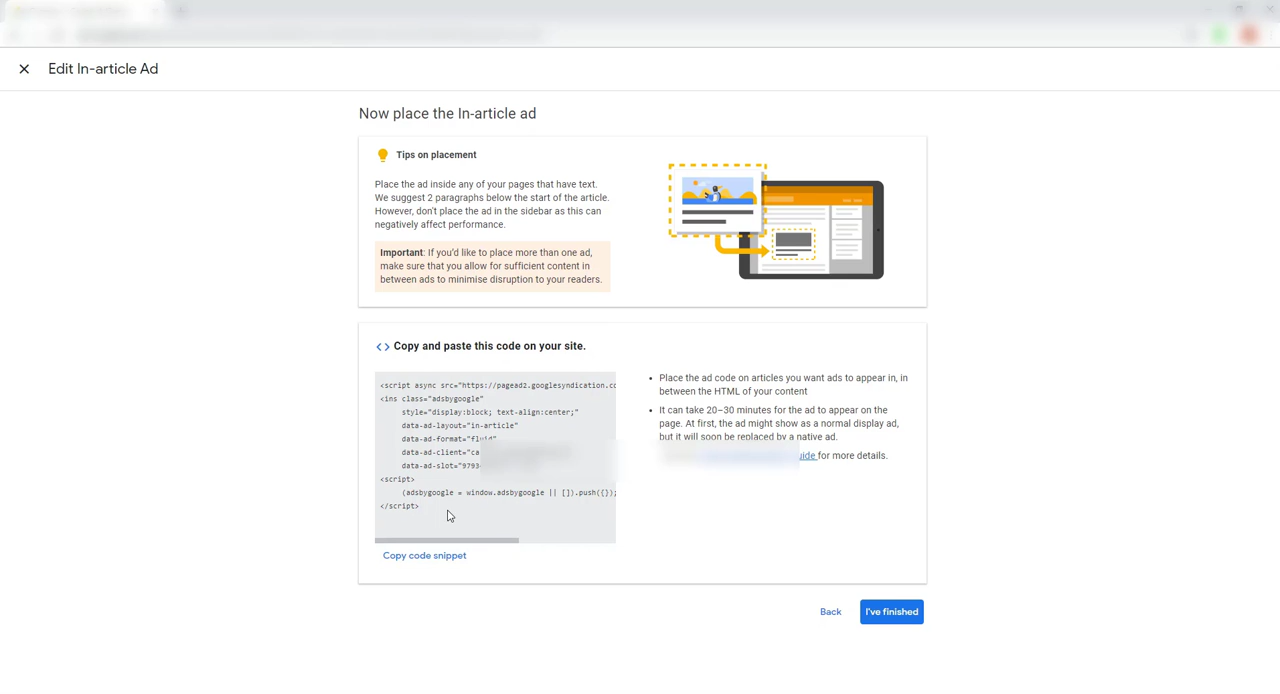 Edit In-article Ad
Now place the In-article ad
Tips on placement
Place the ad inside any of your pages that have text.
We suggest 2 paragraphs below the start of the article.
However, don't place the ad in the sidebar as this can
negatively affect performance.
Important: If you'd like to place more than one ad,
make sure that you allow for sufficient content in
between ads to minimise disruption to your readers.
Copy and paste this code on your site.
<script async src="https://pagead2.googlesyndication.co
<ins class="adsbygoogle"
style="display:block; text-align:center;"
data-ad-layout="in-article"
data-ad-format="fluid"
data-ad-client="ca
data-ad-slot="9793
<script>
(adsbygoogle = window.adsbygoogle || []).push({});
</script>
Copy code snippet
• Place the ad code on articles you want ads to appear in, in
between the HTML of your content
• It can take 20–30 minutes for the ad to appear on the
page. At first, the ad might show as a normal display ad,
but it will soon be replaced by a native ad.
uide for more details.
Back
I've finished